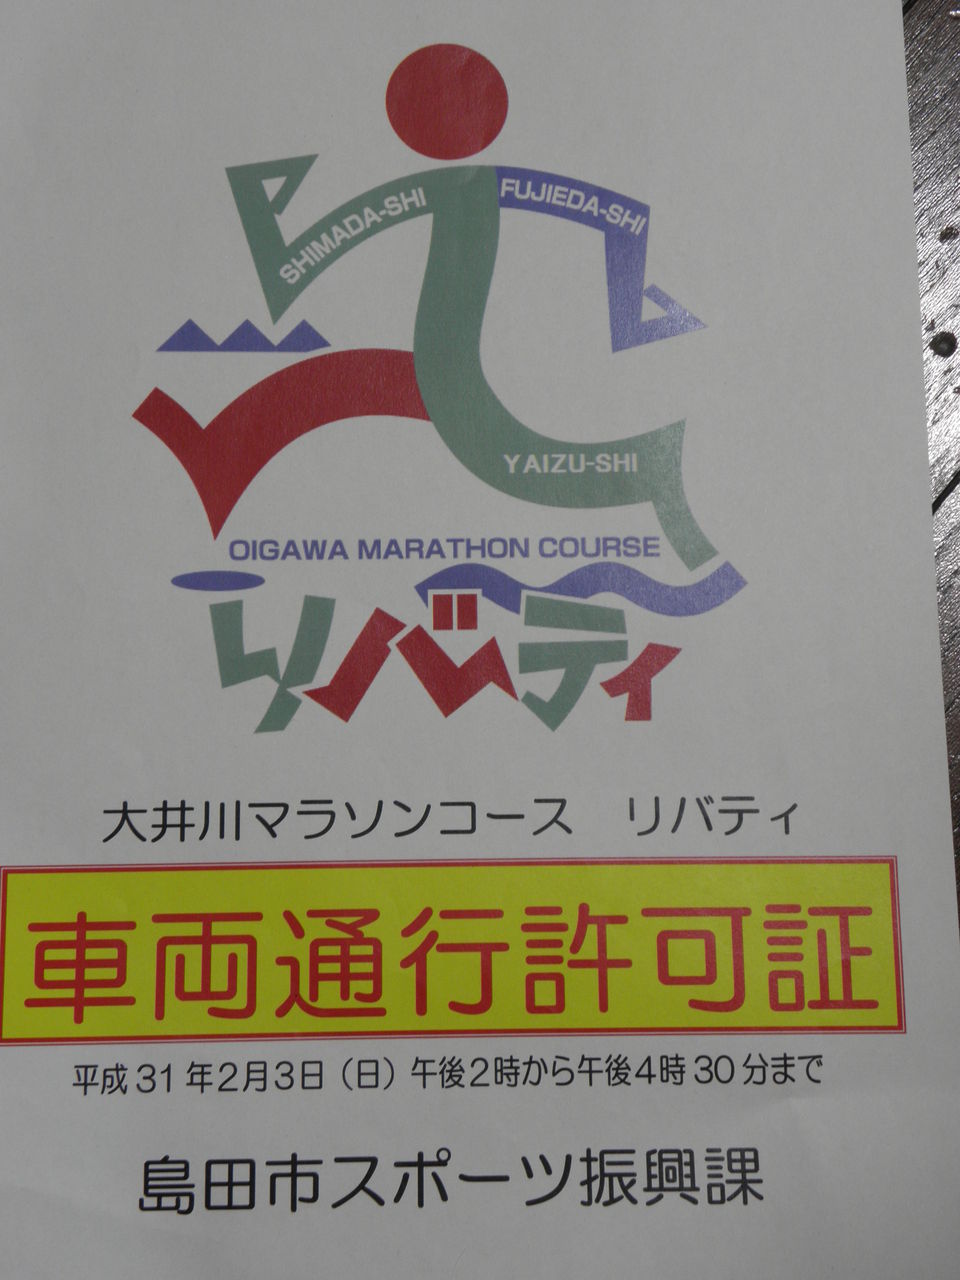 SHIMADA-SHI
FUJIEDA-SHI
YAIZU-SHI
OIGAWA MARATHON COURSE
リバティ
大井川マラソンコース　リバティ
車両通行許可証
平成31年2月3日（日）午後2時から午後4時30分まで
島田市スポーツ振興課